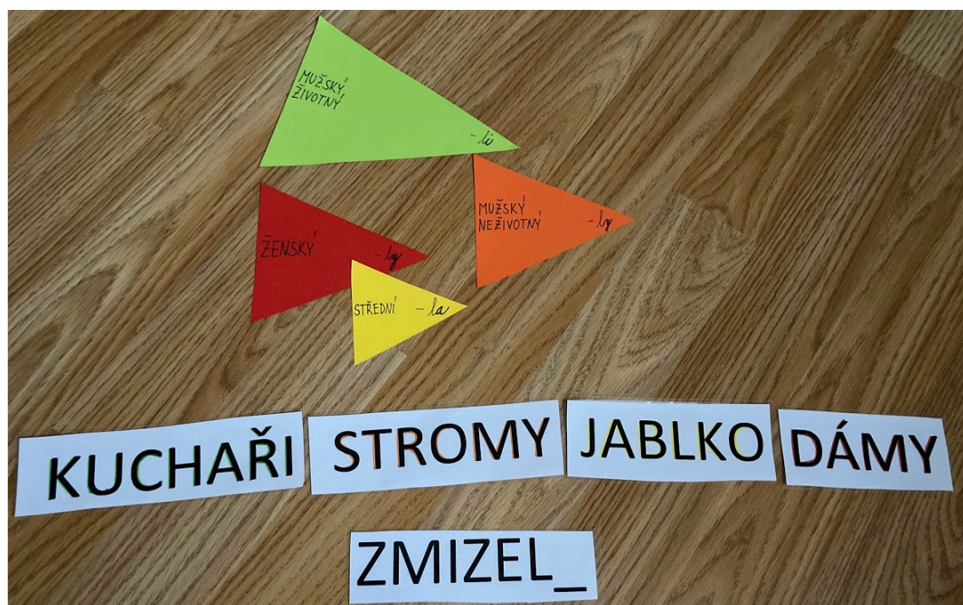 MUŽSKÝ,
ŽIVOTNÝ
- li
MUŽSKÝ
NEŽIVOTNÝ - ly
ŽENSKÝ - ly
STŘEDNÍ - la
KUCHAŘI STROMY JABLKO DÁMY
ZMIZEL_